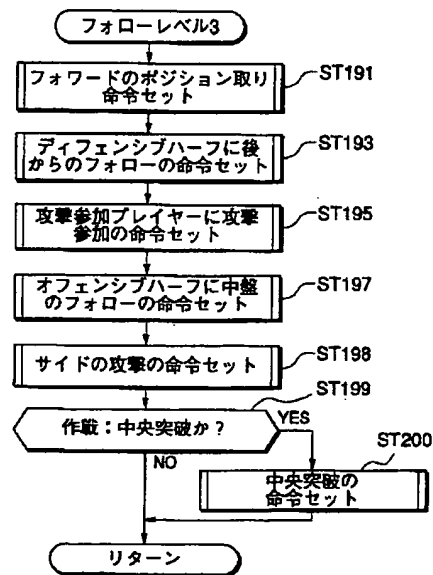 フォローレベル3
フォワードのポジション取り
命令セット
ST191
ディフェンシブハーフに後
からのフォローの命令セット
ST193
攻撃参加プレイヤーに攻撃
参加の命令セット
ST195
オフェンシブハーフに中盤
のフォローの命令セット
ST197
サイドの攻撃の命令セット
ST198
作戦:中央突破か?
ST199
YES
NO
中央突破の
命令セット
ST200
リターン